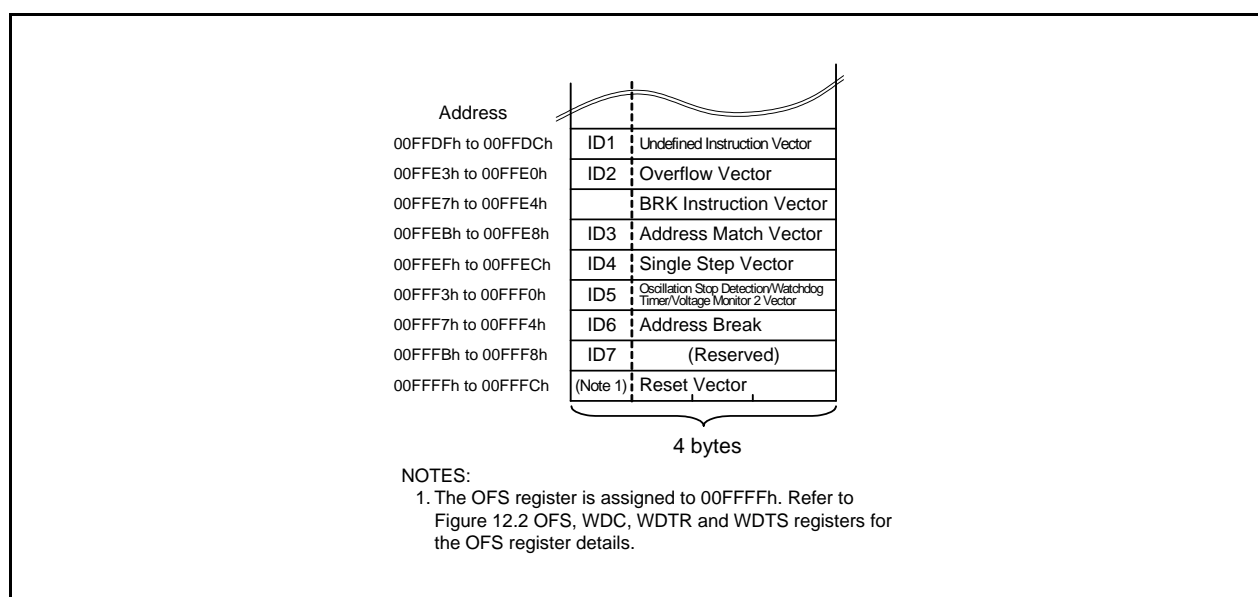 Address
00FFDFh to 00FFDCh ID1 Undefined Instruction Vector
00FFE3h to 00FFE0h ID2 Overflow Vector
00FFE7h to 00FFE4h BRK Instruction Vector
00FFEBh to 00FFE8h ID3 Address Match Vector
00FFEFh to 00FFECh ID4 Single Step Vector
00FFF3h to 00FFF0h ID5 Oscillation Stop Detection/Watchdog
Timer/Voltage Monitor 2 Vector
00FFF7h to 00FFF4h ID6 Address Break
00FFFBh to 00FFF8h ID7 (Reserved)
00FFFFh to 00FFFCh (Note 1) Reset Vector
4 bytes
NOTES:
1. The OFS register is assigned to 00FFFFh. Refer to
Figure 12.2 OFS, WDC, WDTR and WDTS registers for
the OFS register details.